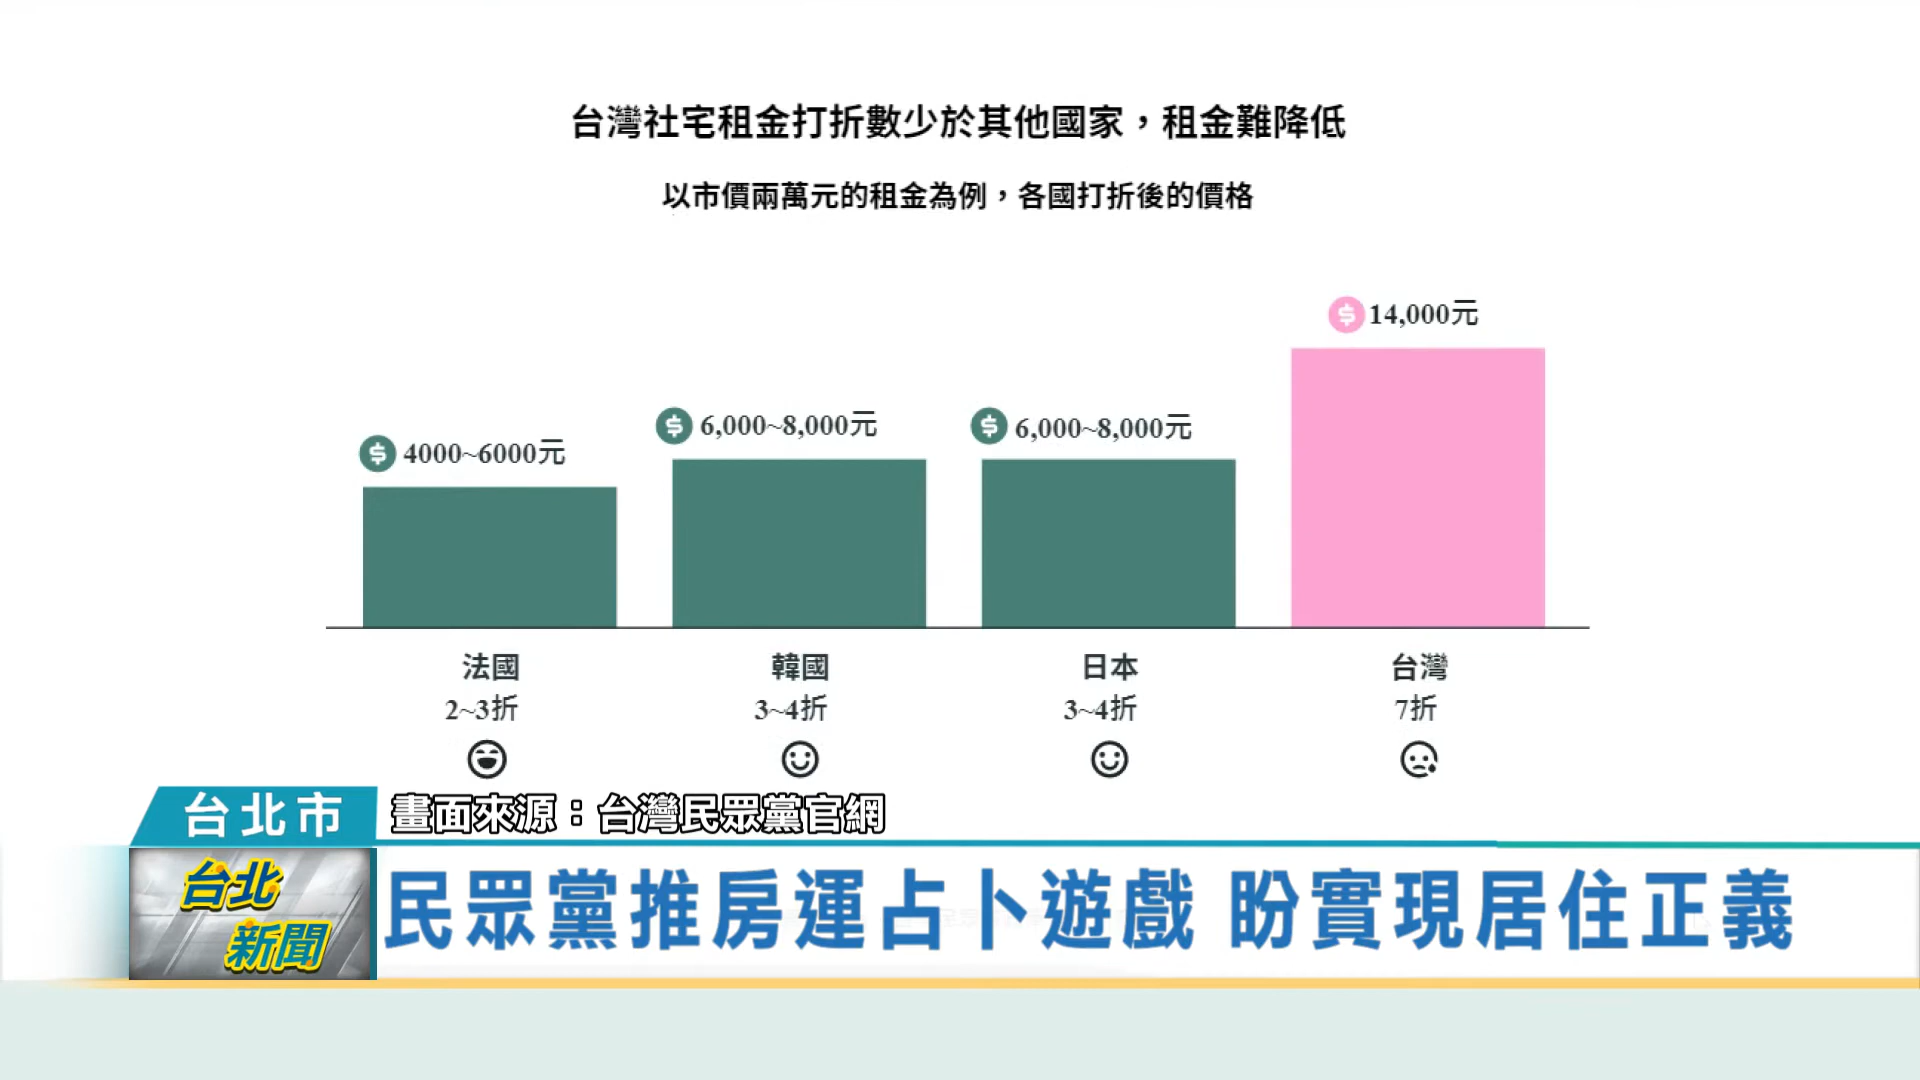 台灣社宅租金打折數少於其他國家，租金難降低
以市價兩萬元的租金為例，各國打折後的價格
4000~6000元
6,000~8,000元
6,000~8,000元
14,000元
法國
2~3折
韓國
3~4折
日本
3~4折
台灣
7折
台北市
畫面來源：台灣民眾黨官網
台北
新聞
民眾黨推房運占卜遊戲 盼實現居住正義